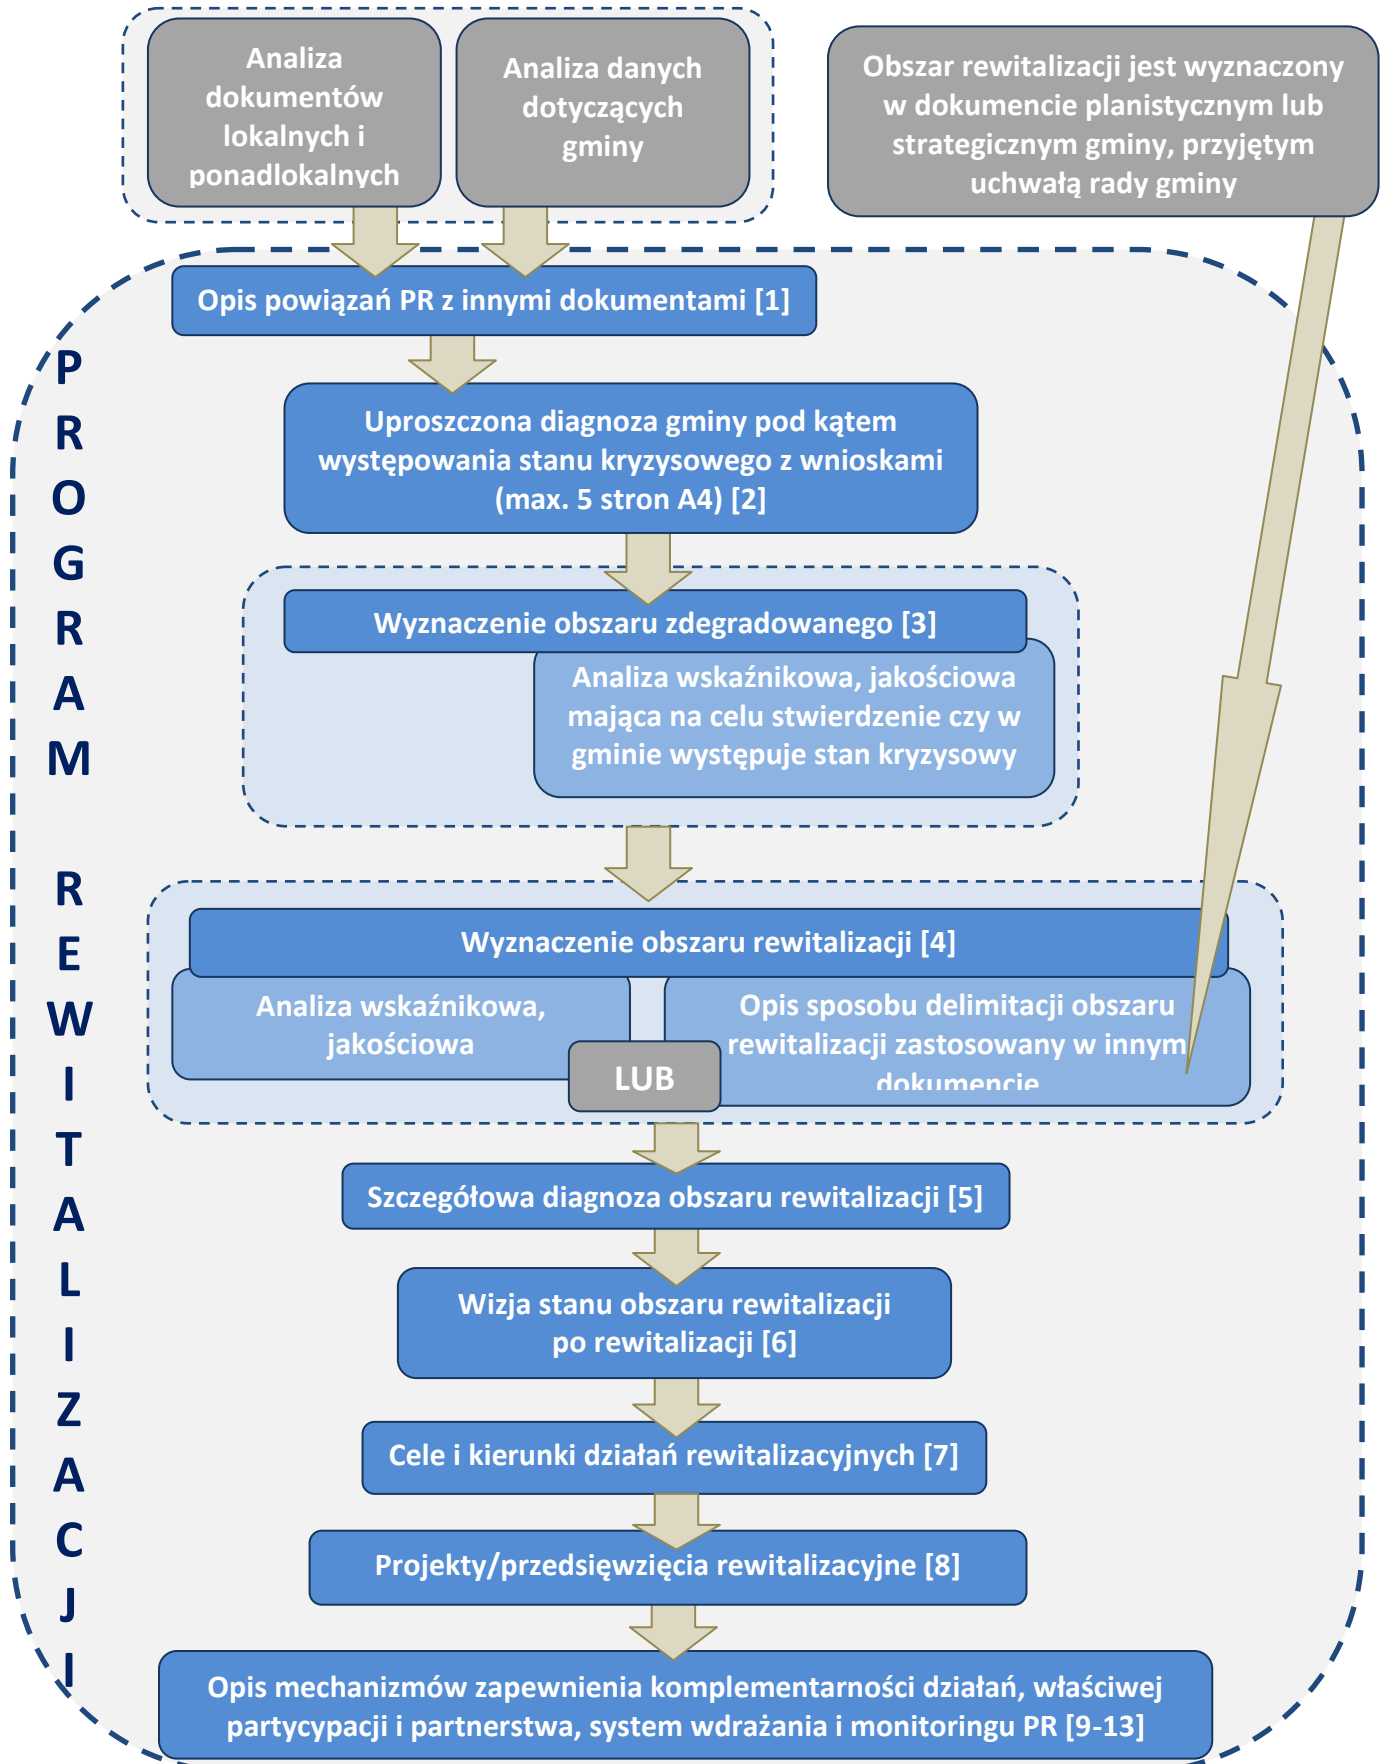 Analiza
dokumentów
lokalnych i
ponadlokalnych
Analiza danych
dotyczących
gminy
Obszar rewitalizacji jest wyznaczony
w dokumencie planistycznym lub
strategicznym gminy, przyjętym
uchwałą rady gminy
P
R
O
G
R
A
M
R
E
W
I
T
A
L
I
Z
A
C
J
I
Opis powiązań PR z innymi dokumentami [1]
Uproszczona diagnoza gminy pod kątem
występowania stanu kryzysowego z wnioskami
(max. 5 stron A4) [2]
Wyznaczenie obszaru zdegradowanego [3]
Analiza wskaźnikowa, jakościowa
mająca na celu stwierdzenie czy w
gminie występuje stan kryzysowy
Wyznaczenie obszaru rewitalizacji [4]
Analiza wskaźnikowa,
jakościowa
LUB
Opis sposobu delimitacji obszaru
rewitalizacji zastosowany w innym
dokumencie
Szczegółowa diagnoza obszaru rewitalizacji [5]
Wizja stanu obszaru rewitalizacji
po rewitalizacji [6]
Cele i kierunki działań rewitalizacyjnych [7]
Projekty/przedsięwzięcia rewitalizacyjne [8]
Opis mechanizmów zapewnienia komplementarności działań, właściwej
partycypacji i partnerstwa, system wdrażania i monitoringu PR [9-13]